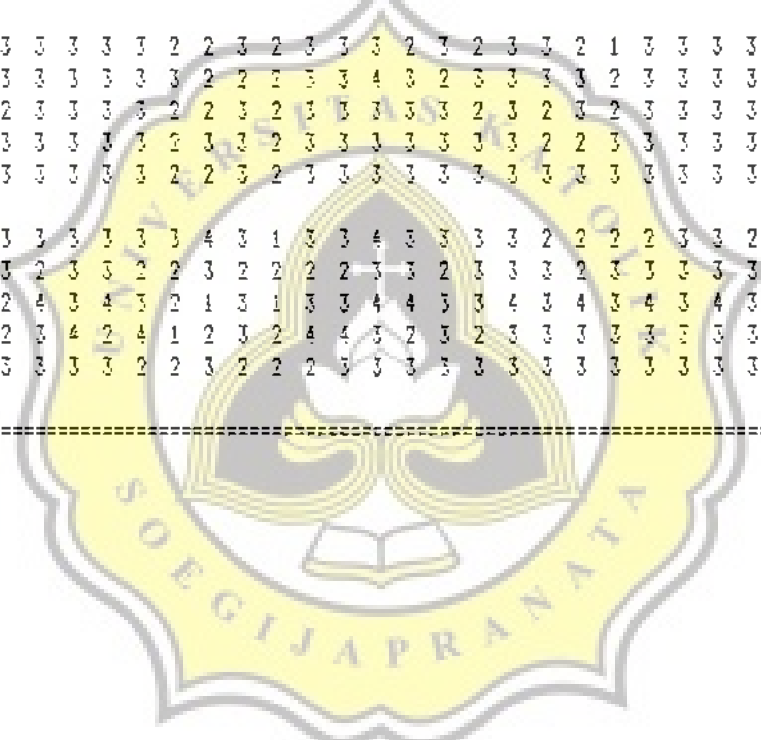 3 3 3 3 3 2 2 3 2 3 3 3 2 3 2 3 3 2 1 3 3 3 3
3 3 3 3 3 3 2 2 2 3 3 4 3 2 3 3 3 3 2 3 3 3 3
2 3 3 3 3 2 2 3 2 3 3 3 3 3 2 3 2 3 2 3 3 3 3
3 3 3 3 3 2 3 3 2 3 3 3 3 3 3 3 2 2 3 3 3 3 3
3 3 3 3 3 2 2 3 2 3 3 3 3 3 3 3 3 3 3 3 3 3 3
3 3 3 3 3 3 4 3 1 3 3 4 3 3 3 3 2 2 2 2 3 3 2
3 2 3 3 2 2 3 2 2 2 2 3 3 2 3 3 3 2 3 3 3 3 3
2 4 3 4 3 2 1 3 1 3 3 4 4 3 3 4 3 4 3 4 3 4 3
2 3 4 2 4 1 2 3 2 4 4 3 2 3 2 3 3 3 3 3 3 3 3
3 3 3 3 2 2 3 2 2 2 3 3 3 3 3 3 3 3 3 3 3 3 3
UNIVERSITAS KATOLIK
SOEGIJAPRANATA